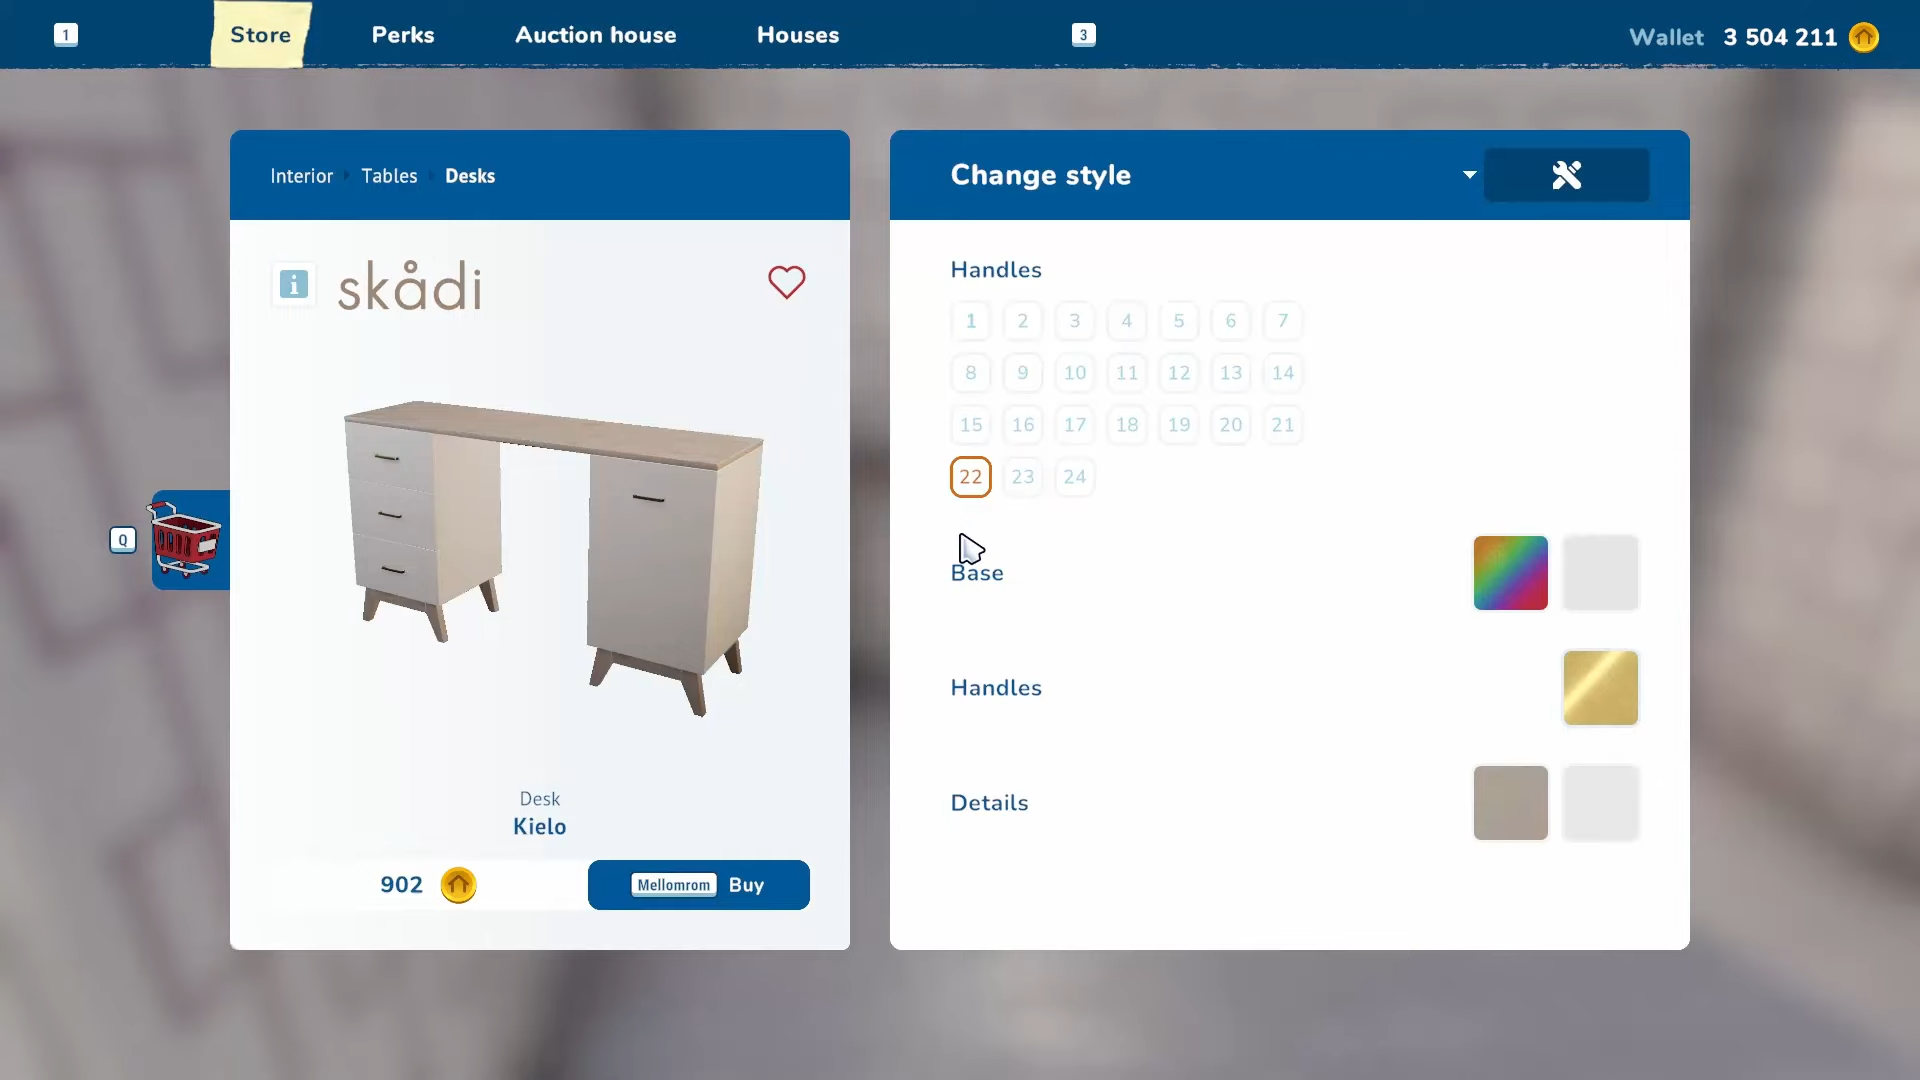 1
Store
Perks
Auction house
Houses
3
Wallet 3 504 211
Interior Tables Desks
i skådi
Q
Desk
Kielo
902
Mellomrom Buy
Change style
Handles
1 2 3 4 5 6 7
8 9 10 11 12 13 14
15 16 17 18 19 20 21
22 23 24
Base
Handles
Details